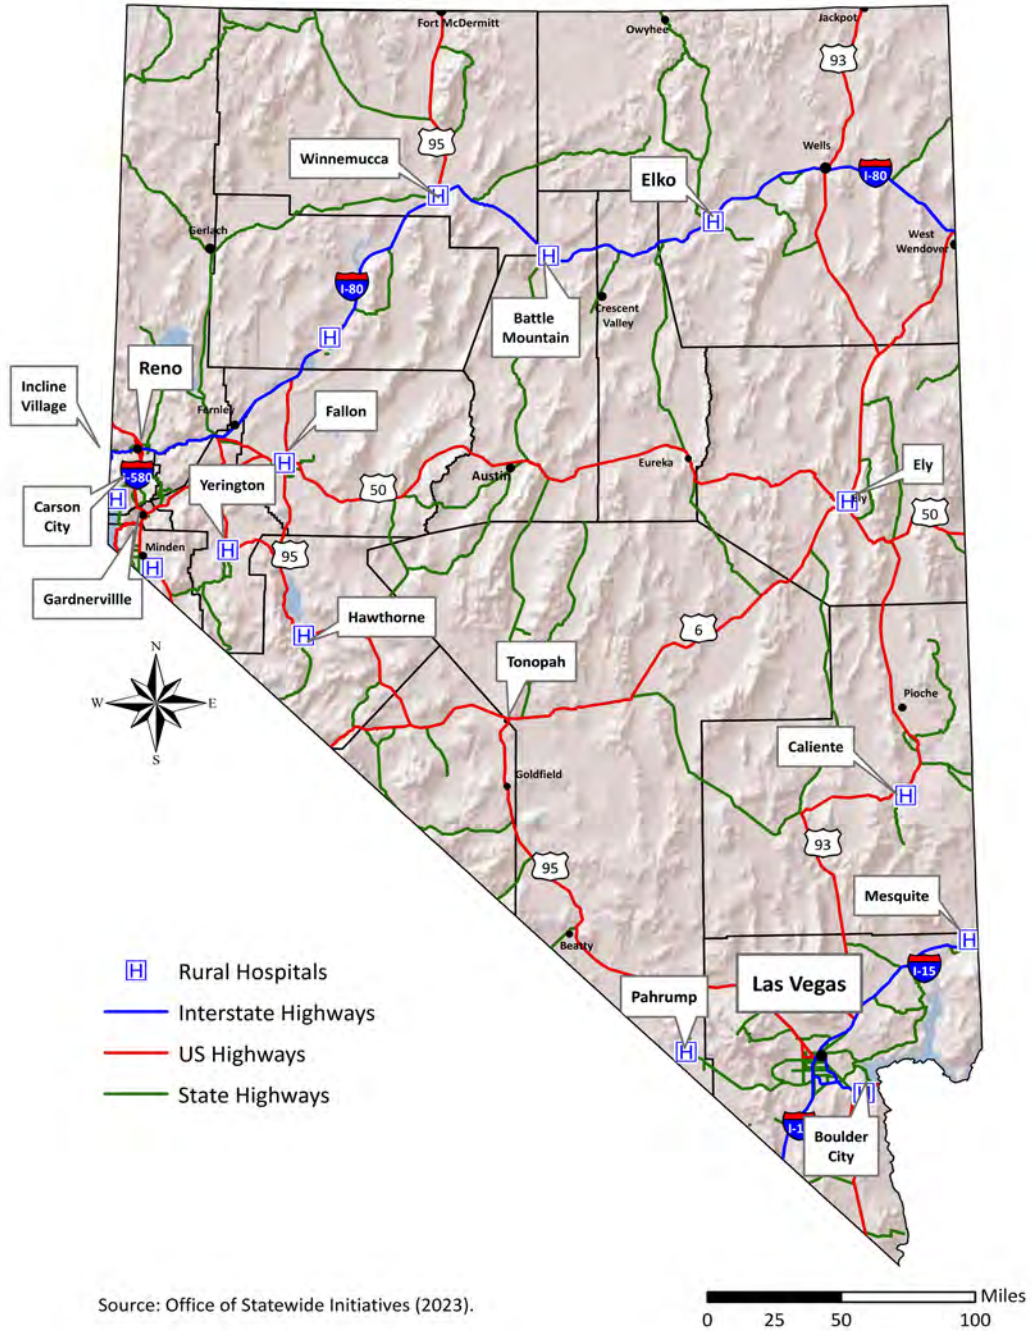 Fort McDermitt
Owyhee
Jackpot
93
95
Winnemucca
H
Elko
H
Wells
I-80
Gerlach
West
Wendover
I-80
H
Battle
Mountain
Crescent
Valley
H
Reno
Incline
Village
Fernley
Fallon
H
I-580
Yerington
50
Austin
Eureka
Ely
H
Ely
50
H
Carson
City
Minden
H
H
95
Gardnervillle
Hawthorne
H
6
N
W
E
S
Tonopah
Pioche
Caliente
H
Goldfield
93
95
Mesquite
H
Beatty
I-15
Las Vegas
Pahrump
H
H
I-1
Boulder
City
H Rural Hospitals
Interstate Highways
US Highways
State Highways
Source: Office of Statewide Initiatives (2023).
Miles
0 25 50 100